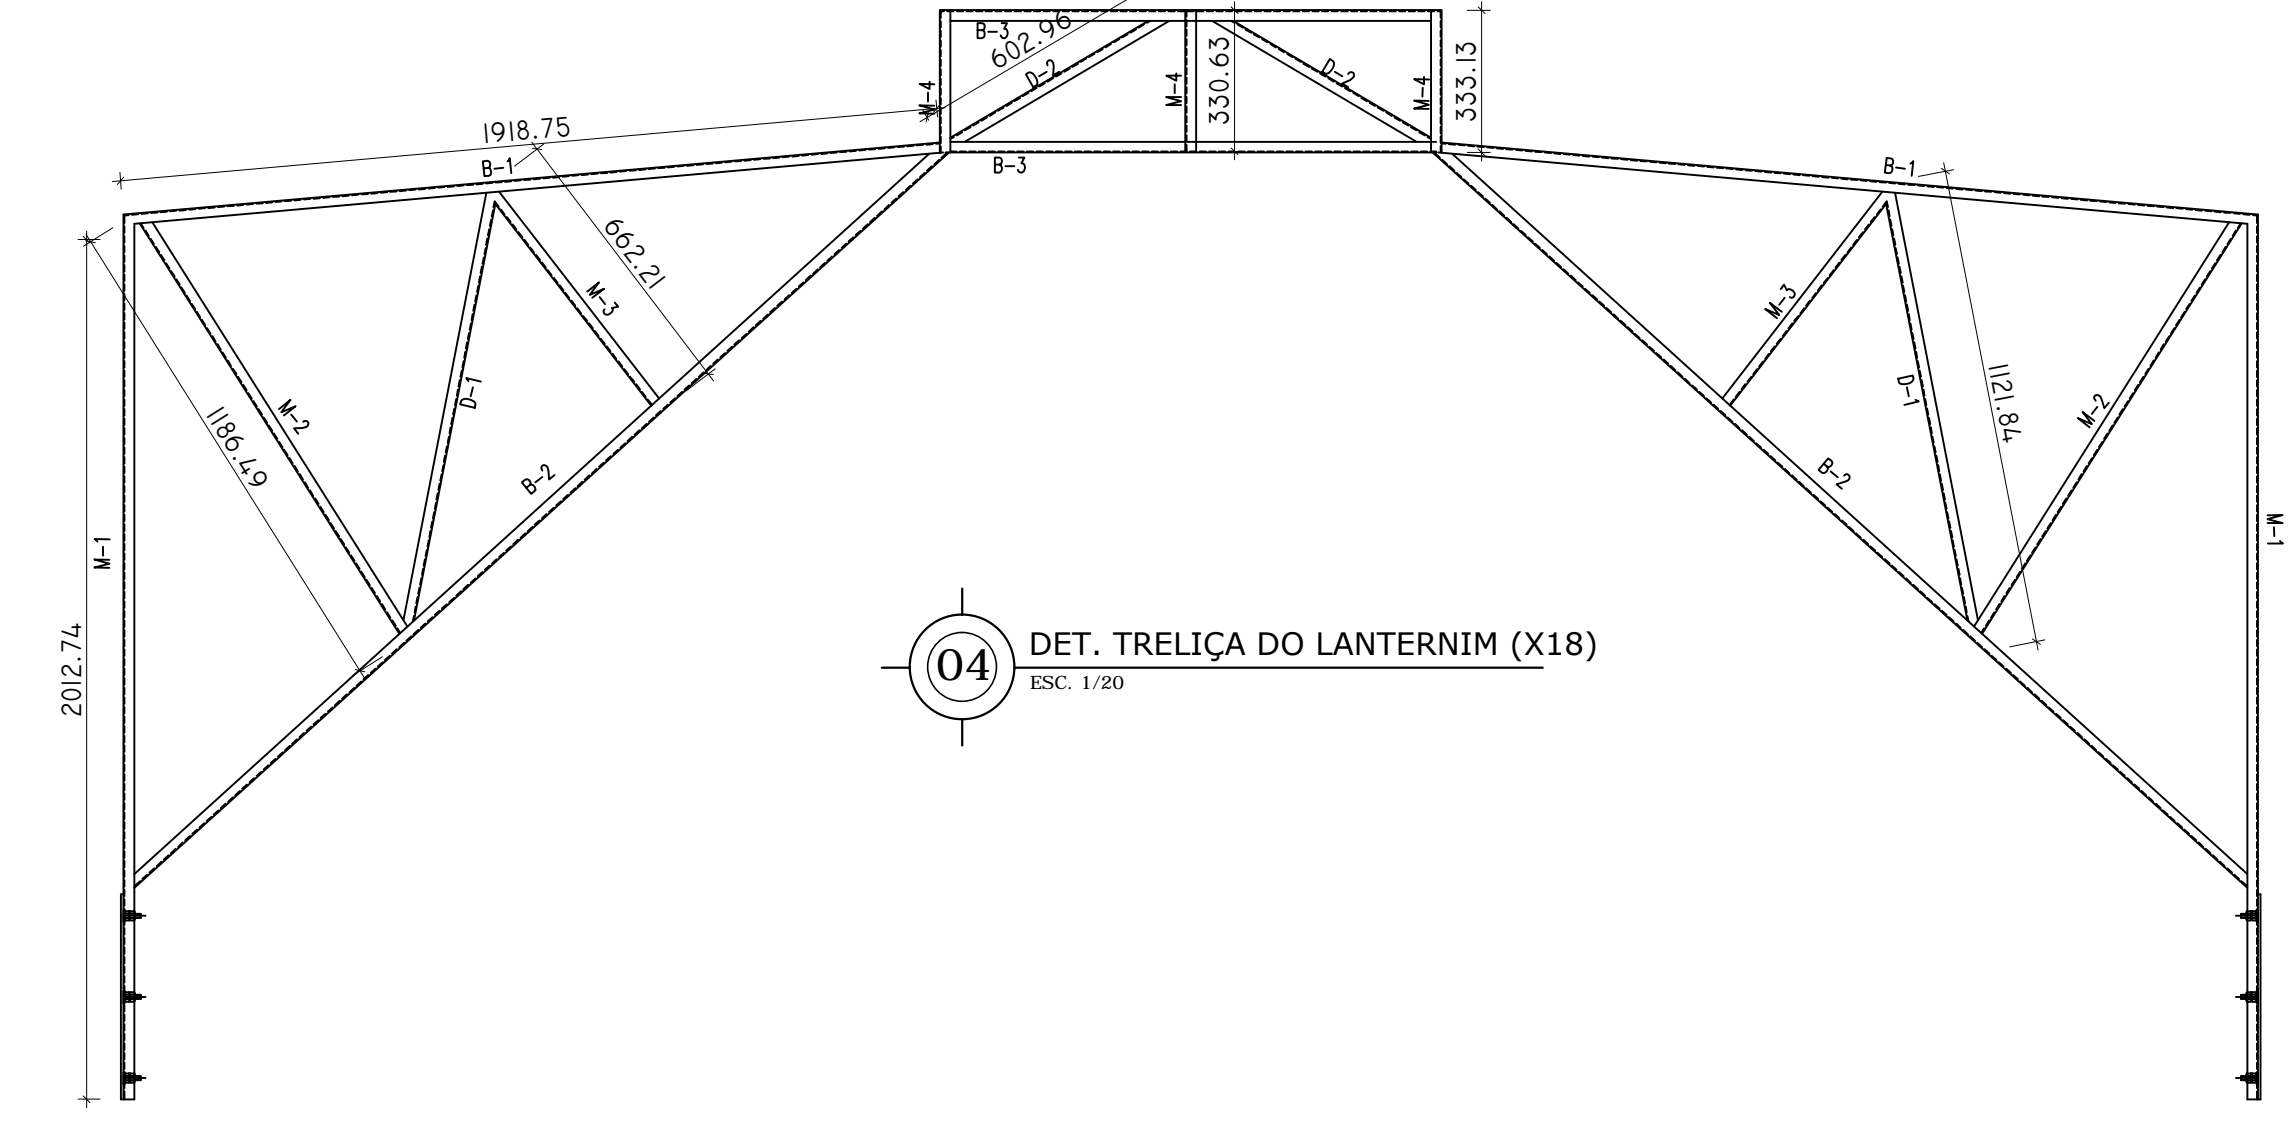 B-3
602.96
D-2
M-4
M-4
330.63
D-2
M-4
333.13
1918.75
B-1
B-3
B-1
662.21
M-3
M-3
D-1
D-1
1121.84
M-2
M-2
1186.49
B-2
B-2
M-1
M-1
2012.74
04
DET. TRELIÇA DO LANTERNIM (X18)
ESC. 1/20